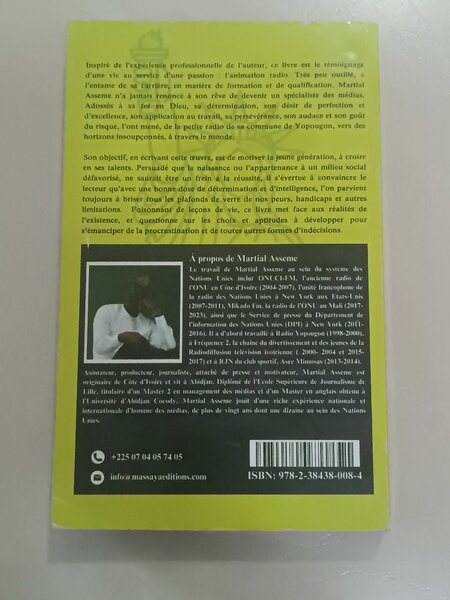 Inspiré de l'expérience professionnelle de l'auteur, ce livre est le témoignage
d'une vie au service d'une passion : l'animation radio. Très peu outillé, à
l'entame de sa carrière, en matière de formation et de qualification, Martial
Asseme n'a jamais renoncé à son rêve de devenir un spécialiste des médias.
Adossés à sa foi en Dieu, sa détermination, son désir de perfection et
d'excellence, son application au travail, sa persévérance, son audace et son goût
du risque, l'ont mené, de la petite radio de sa commune de Yopougon, vers des
horizons insoupçonnés, à travers le monde.
Son objectif, en écrivant cette œuvre, est de motiver la jeune génération, à croire
en ses talents. Persuadé que la naissance ou l'appartenance à un milieu social
défavorisé, ne saurait être un frein à la réussite, il s'évertue à convaincre le
lecteur qu'avec une bonne dose de détermination et d'intelligence, l'on parvient
toujours à briser tous les plafonds de verre de nos peurs, handicaps et autres
limitations. Foisonnant de leçons de vie, ce livre met face aux réalités de
l'existence, et questionne sur les choix et aptitudes à développer pour
s'émanciper de la procrastination et de toutes autres formes d'indécisions.
À propos de Martial Asseme
Le travail de Martial Asseme au sein du système des
Nations Unies inclut ONUCI-FM, l'ancienne radio de
l'ONU en Côte d'Ivoire (2004-2007), l'unité francophone de
la radio des Nations Unies à New York aux Etats-Unis
(2007-2011), Mikado Fm, la radio de l'ONU au Mali (2017-
2023), ainsi que le Service de presse du Département de
l'information des Nations Unies (DPI) à New York (2011-
2016). Il a d'abord travaillé à Radio Yopougon (1998-2000),
à Fréquence 2, la chaîne du divertissement et des jeunes de la
Radiodiffusion télévision ivoirienne ( 2000- 2004 et 2015-
2017) et à RJN du club sportif, Asec Mimosas (2013-2014).
Animateur, producteur, journaliste, attaché de presse et motivateur, Martial Asseme est
originaire de Côte d'Ivoire et vit à Abidjan. Diplômé de l'Ecole Supérieure de Journalisme de
Lille, titulaire d'un Master 2 en management des médias et d'un Master en anglais obtenu à
l'Université d'Abidjan Cocody, Martial Asseme jouit d'une riche expérience nationale et
internationale d'homme des médias, de plus de vingt ans dont une dizaine au sein des Nations
Unies.
+225 07 04 05 74 05
info@massayaeditions.com
ISBN: 978-2-38438-008-4